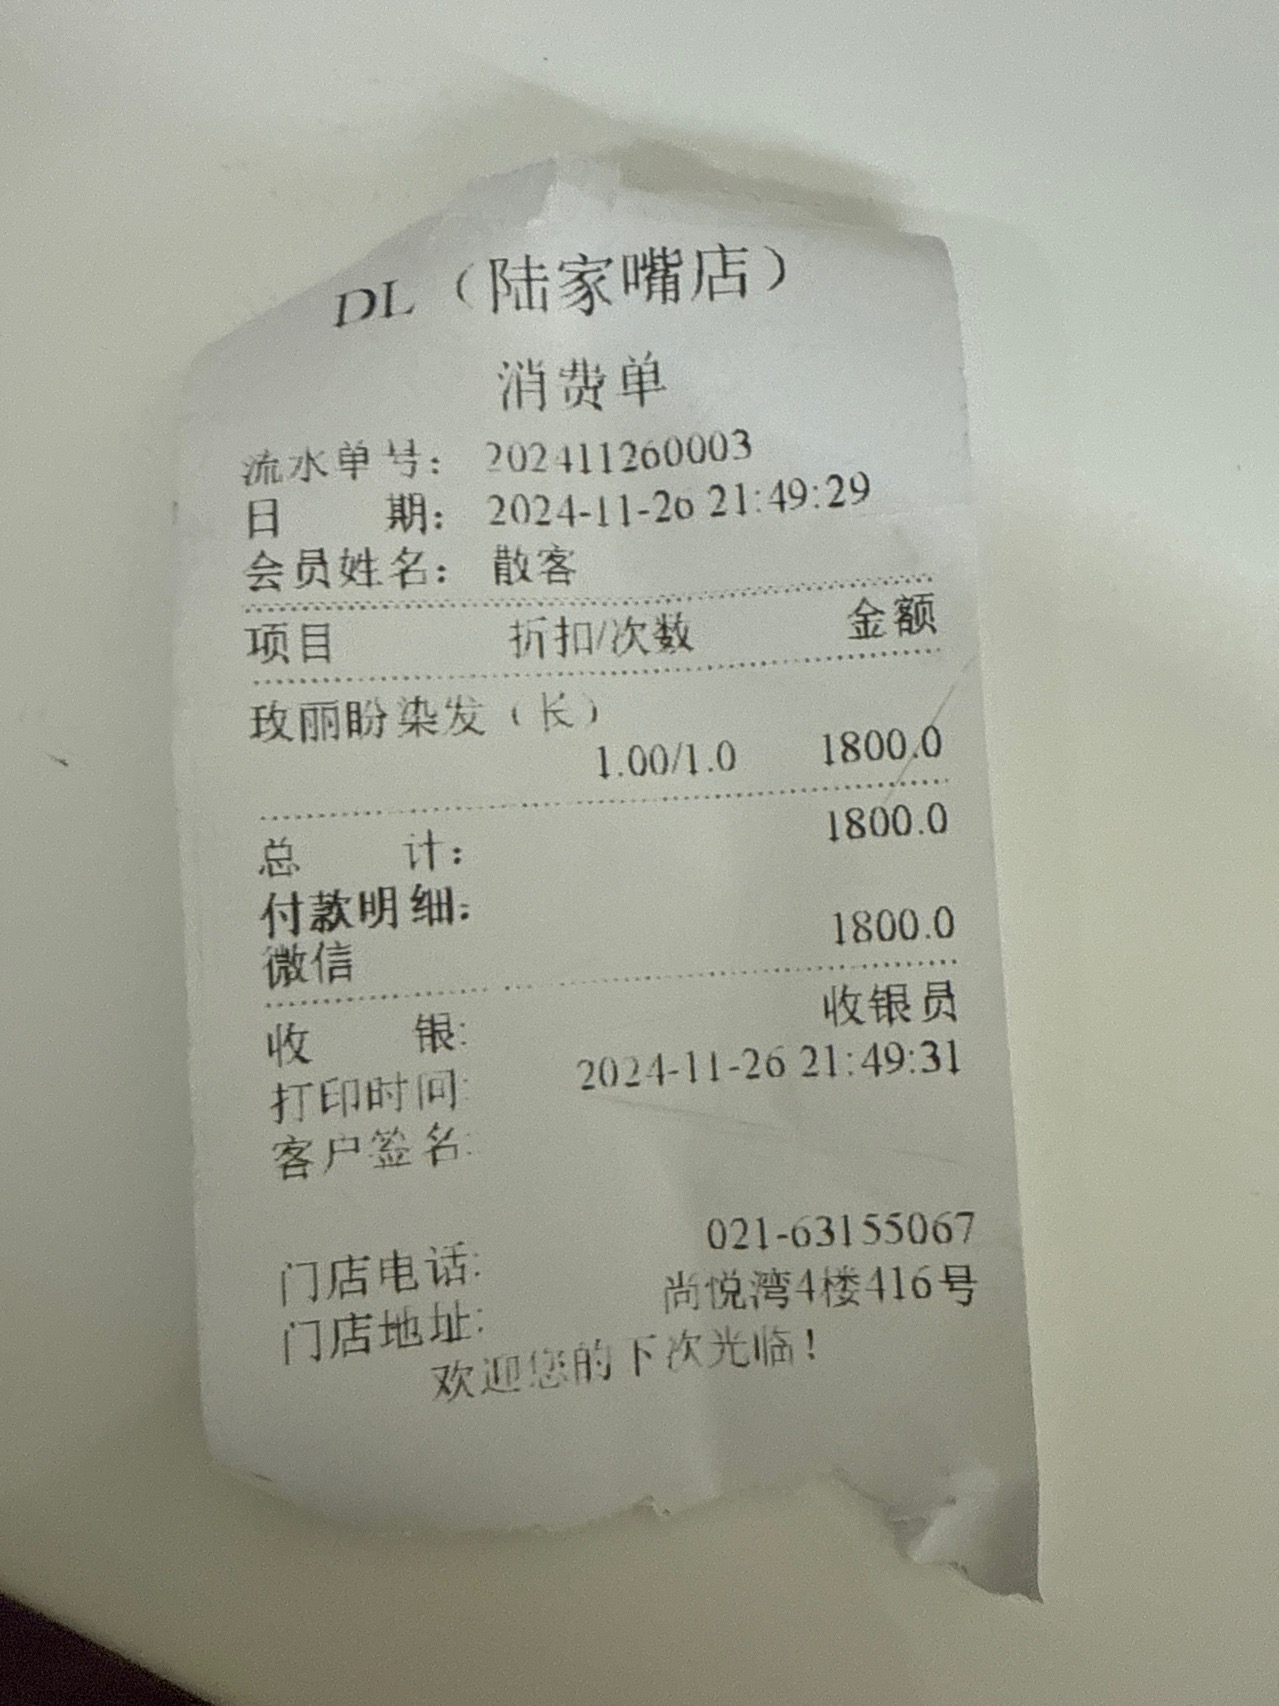 DL（陆家嘴店）
消费单
流水单号： 202411260003
日 期： 2024-11-26 21:49:29
会员姓名： 散客
项目 折扣/次数 金额
玫丽盼染发（长）
1.00/1.0 1800.0
总 计： 1800.0
付款明细:
微信 1800.0
收 银: 收银员
打印时间: 2024-11-26 21:49:31
客户签名:
门店电话: 021-63155067
门店地址: 尚悦湾4楼416号
欢迎您的下次光临！